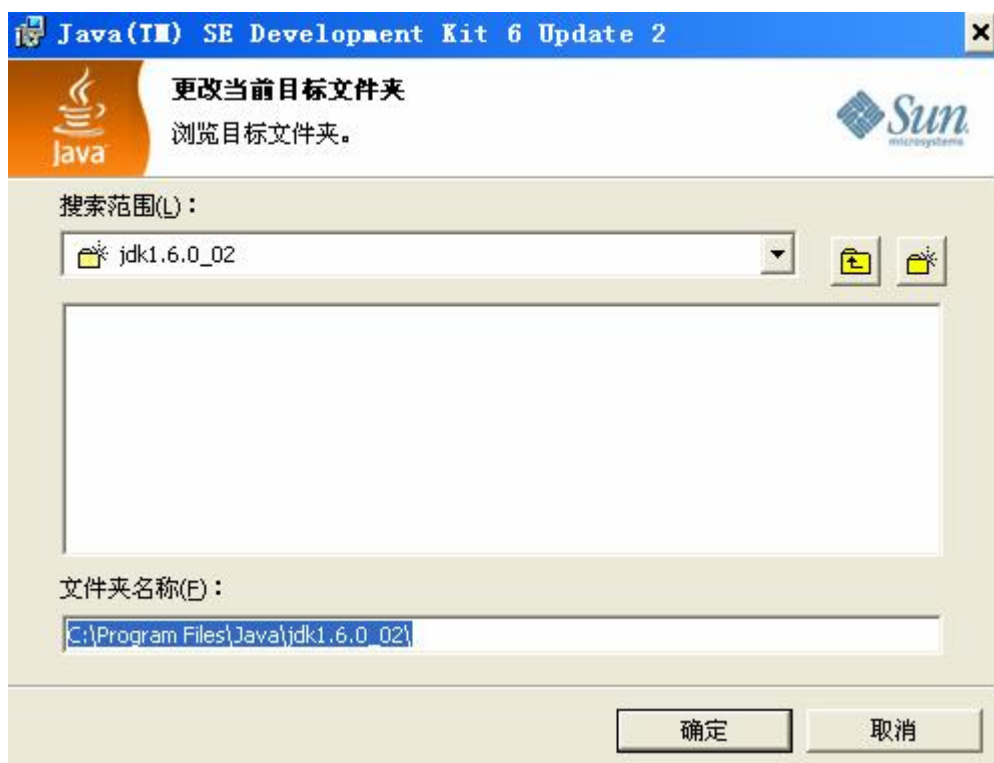 Java(TM) SE Development Kit 6 Update 2
更改当前目标文件夹
浏览目标文件夹。
Java
Sun
microsystems
搜索范围(L)：
jdk1.6.0_02
文件夹名称(F)：
C:\Program Files\Java\jdk1.6.0_02\
确定
取消